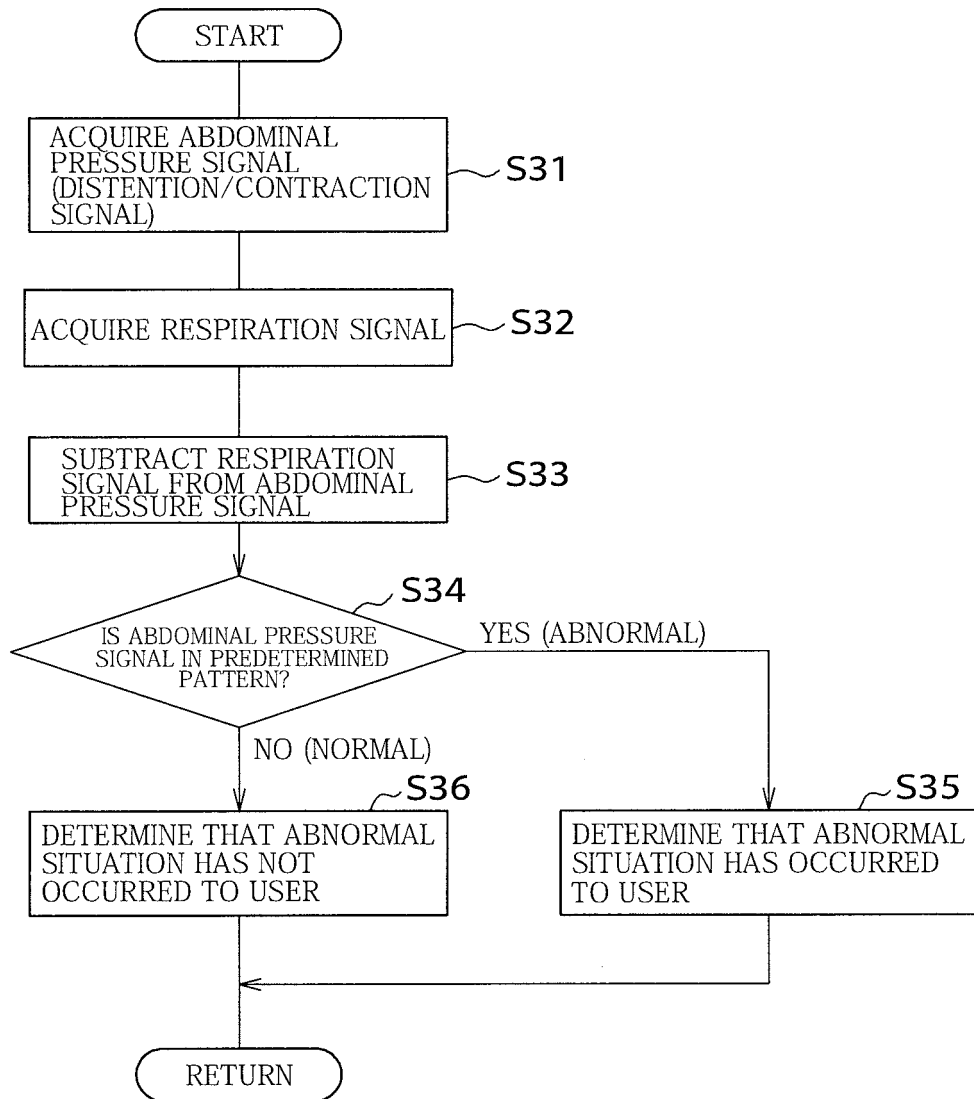 START
ACQUIRE ABDOMINAL
PRESSURE SIGNAL
(DISTENTION/CONTRACTION
SIGNAL)
S31
ACQUIRE RESPIRATION SIGNAL
S32
SUBTRACT RESPIRATION
SIGNAL FROM ABDOMINAL
PRESSURE SIGNAL
S33
S34
IS ABDOMINAL PRESSURE
SIGNAL IN PREDETERMINED
PATTERN?
YES (ABNORMAL)
NO (NORMAL)
S36
DETERMINE THAT ABNORMAL
SITUATION HAS NOT
OCCURRED TO USER
S35
DETERMINE THAT ABNORMAL
SITUATION HAS OCCURRED
TO USER
RETURN